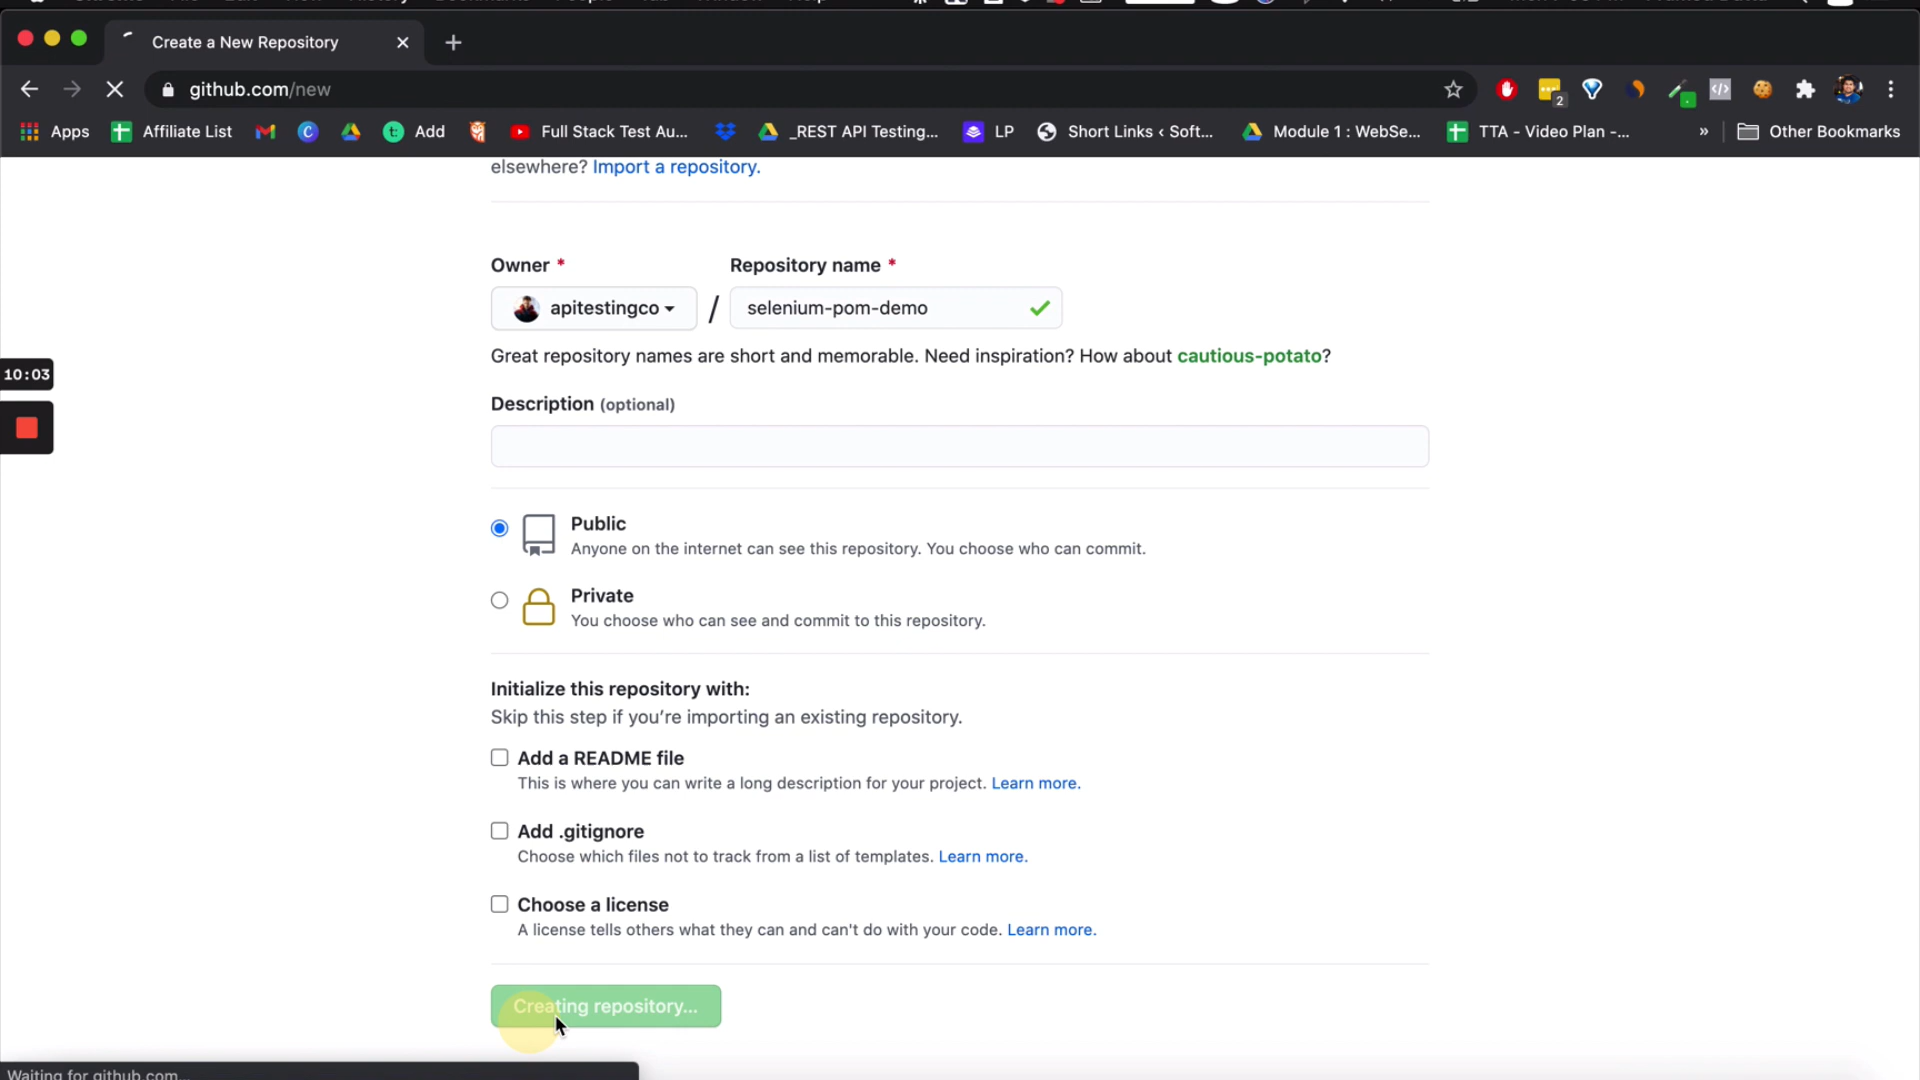 Create a New Repository
github.com/new
2
Apps
Affiliate List
Add
Full Stack Test Au...
_REST API Testing...
LP
Short Links ‹ Soft...
Module 1 : WebSe...
TTA - Video Plan -...
»
Other Bookmarks
elsewhere? Import a repository.
Owner *
Repository name *
apitestingco
/
selenium-pom-demo
Great repository names are short and memorable. Need inspiration? How about cautious-potato?
10:03
Description (optional)
Public
Anyone on the internet can see this repository. You choose who can commit.
Private
You choose who can see and commit to this repository.
Initialize this repository with:
Skip this step if you’re importing an existing repository.
Add a README file
This is where you can write a long description for your project. Learn more.
Add .gitignore
Choose which files not to track from a list of templates. Learn more.
Choose a license
A license tells others what they can and can't do with your code. Learn more.
Creating repository...
Waiting for github.com...